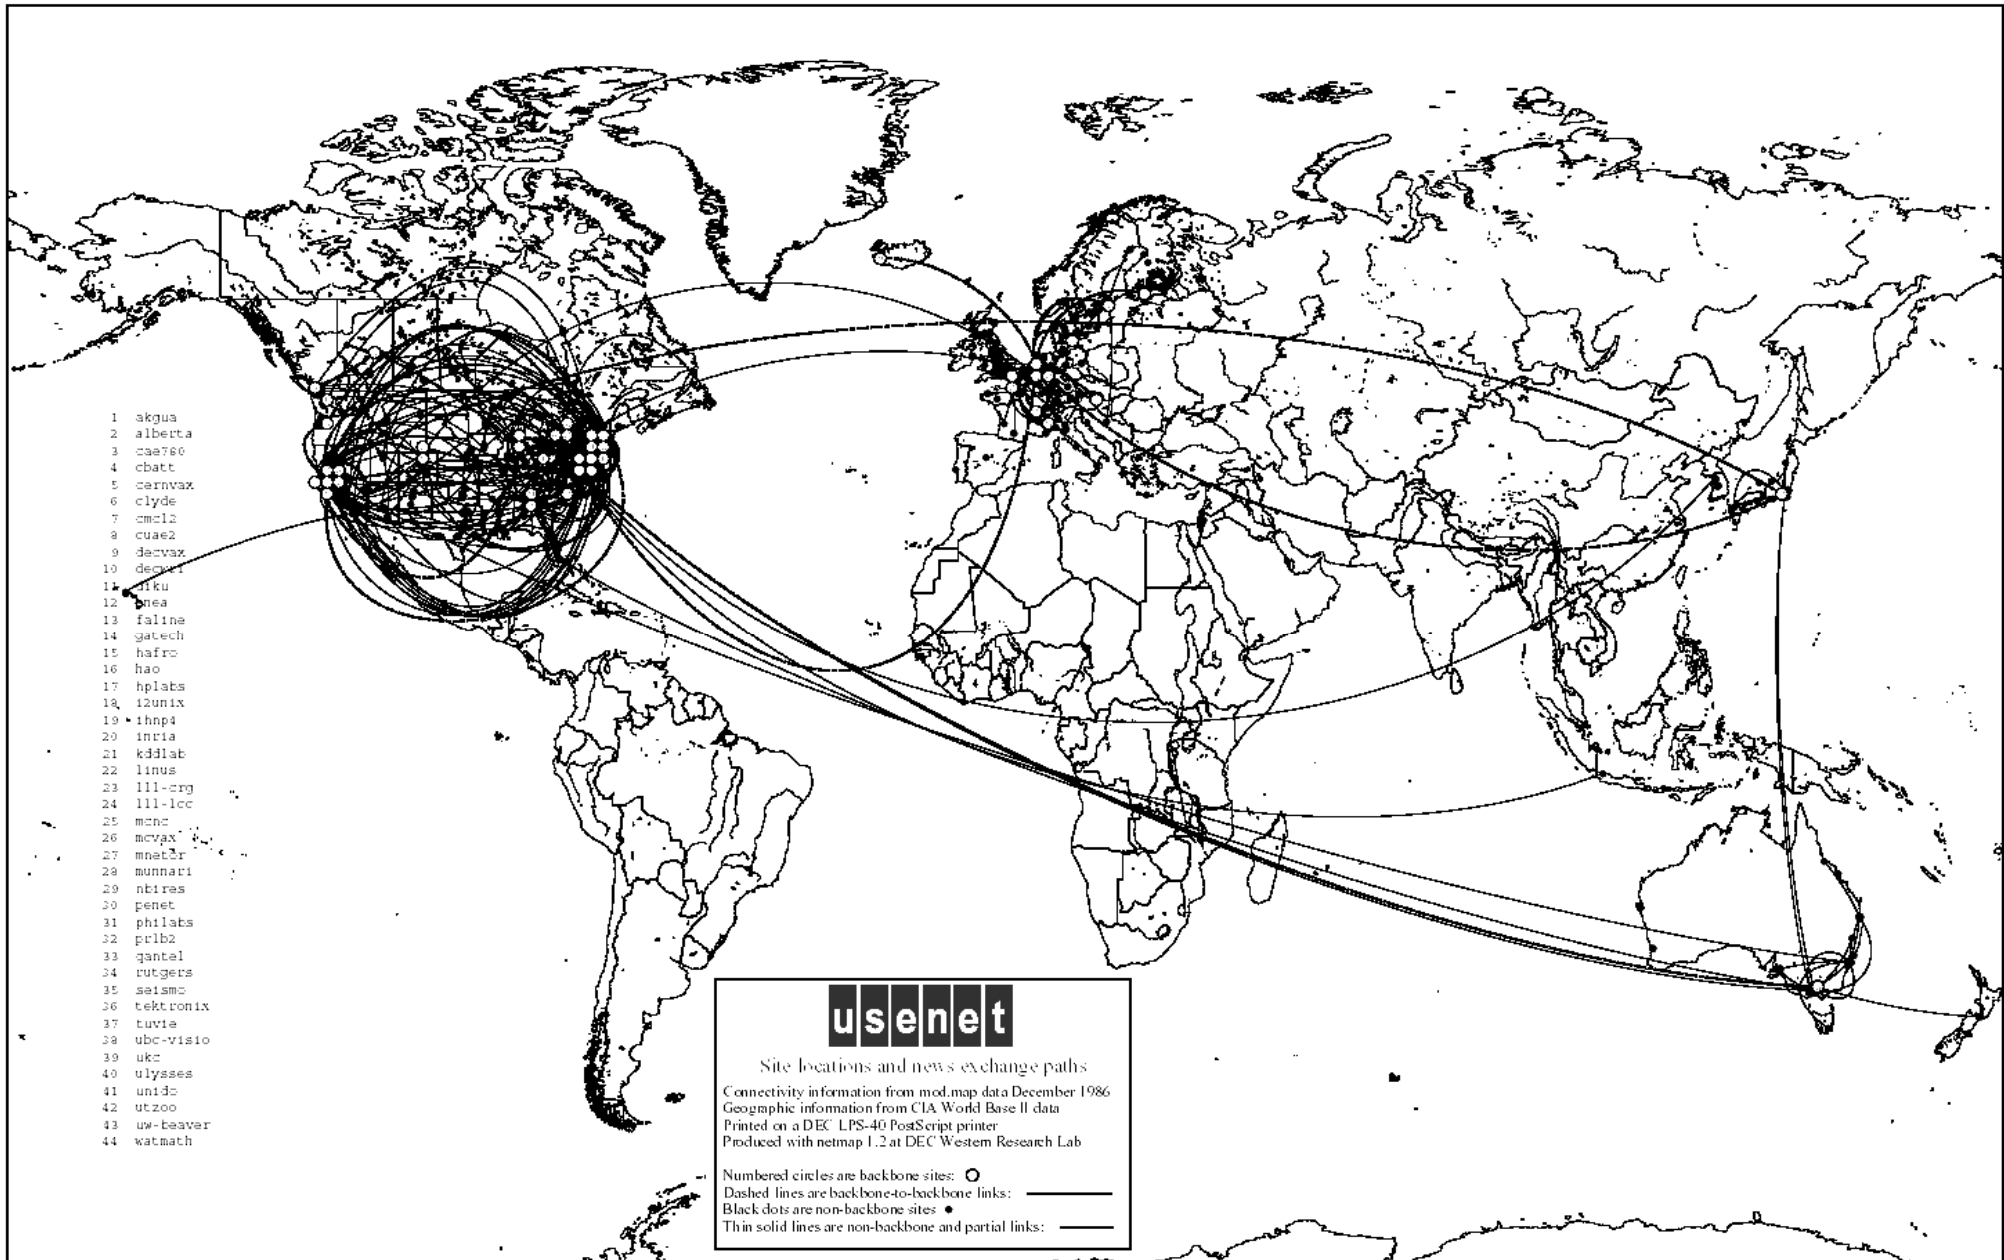 1 akgua
2 alberta
3 cae780
4 cbatt
5 cernvax
6 clyde
7 cmcl2
8 cuae2
9 decvax
10 decwrl
11 diku
12 enea
13 faline
14 gatech
15 hafro
16 hao
17 hplabs
18 i2unix
19 ihnp4
20 inria
21 kddlab
22 linus
23 lll-crg
24 lll-lcc
25 mcnc
26 mcvax
27 mnetor
28 munnari
29 nbires
30 penet
31 philabs
32 prlb2
33 qantel
34 rutgers
35 seismo
36 tektronix
37 tuvie
38 ubc-visio
39 ukc
40 ulysses
41 unido
42 utzoo
43 uw-beaver
44 watmath
usenet
Site locations and news exchange paths
Connectivity information from mod.map data December 1986
Geographic information from CIA World Base II data
Printed on a DEC LPS-40 PostScript printer
Produced with netmap 1.2 at DEC Western Research Lab
Numbered circles are backbone sites:
Dashed lines are backbone-to-backbone links:
Black dots are non-backbone sites
Thin solid lines are non-backbone and partial links: